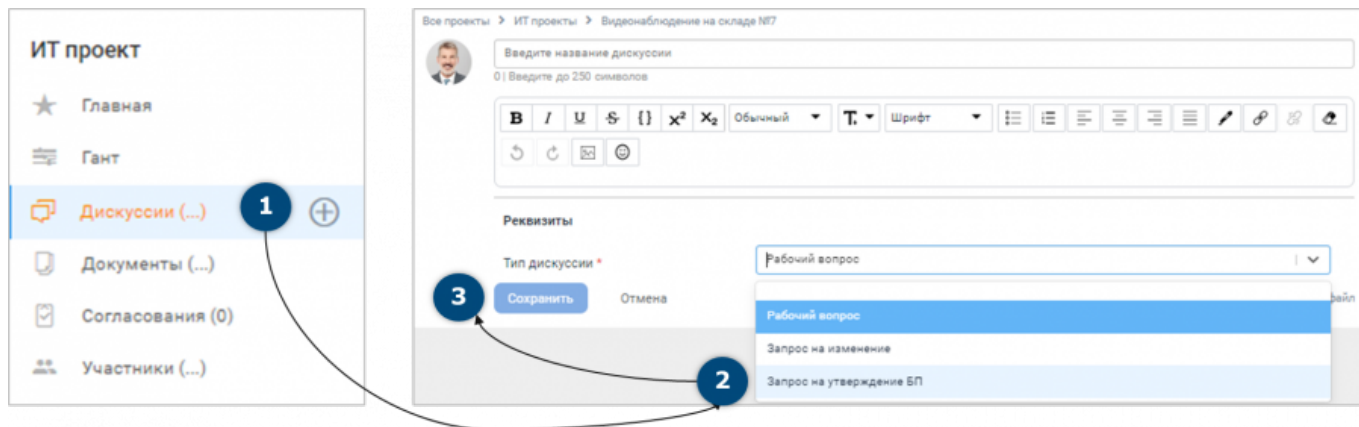 ИТ проект
Главная
Гант
Дискуссии (...)
1
Документы (...)
Согласования (0)
Участники (...)
Все проекты > ИТ проекты > Видеонаблюдение на складе №7
Введите название дискуссии
0 | Введите до 250 символов
B I U S {} x² x₂ Обычный T. Шрифт
Реквизиты
Тип дискуссии *
Рабочий вопрос
3
Сохранить Отмена
файл
Рабочий вопрос
Запрос на изменение
2
Запрос на утверждение БП